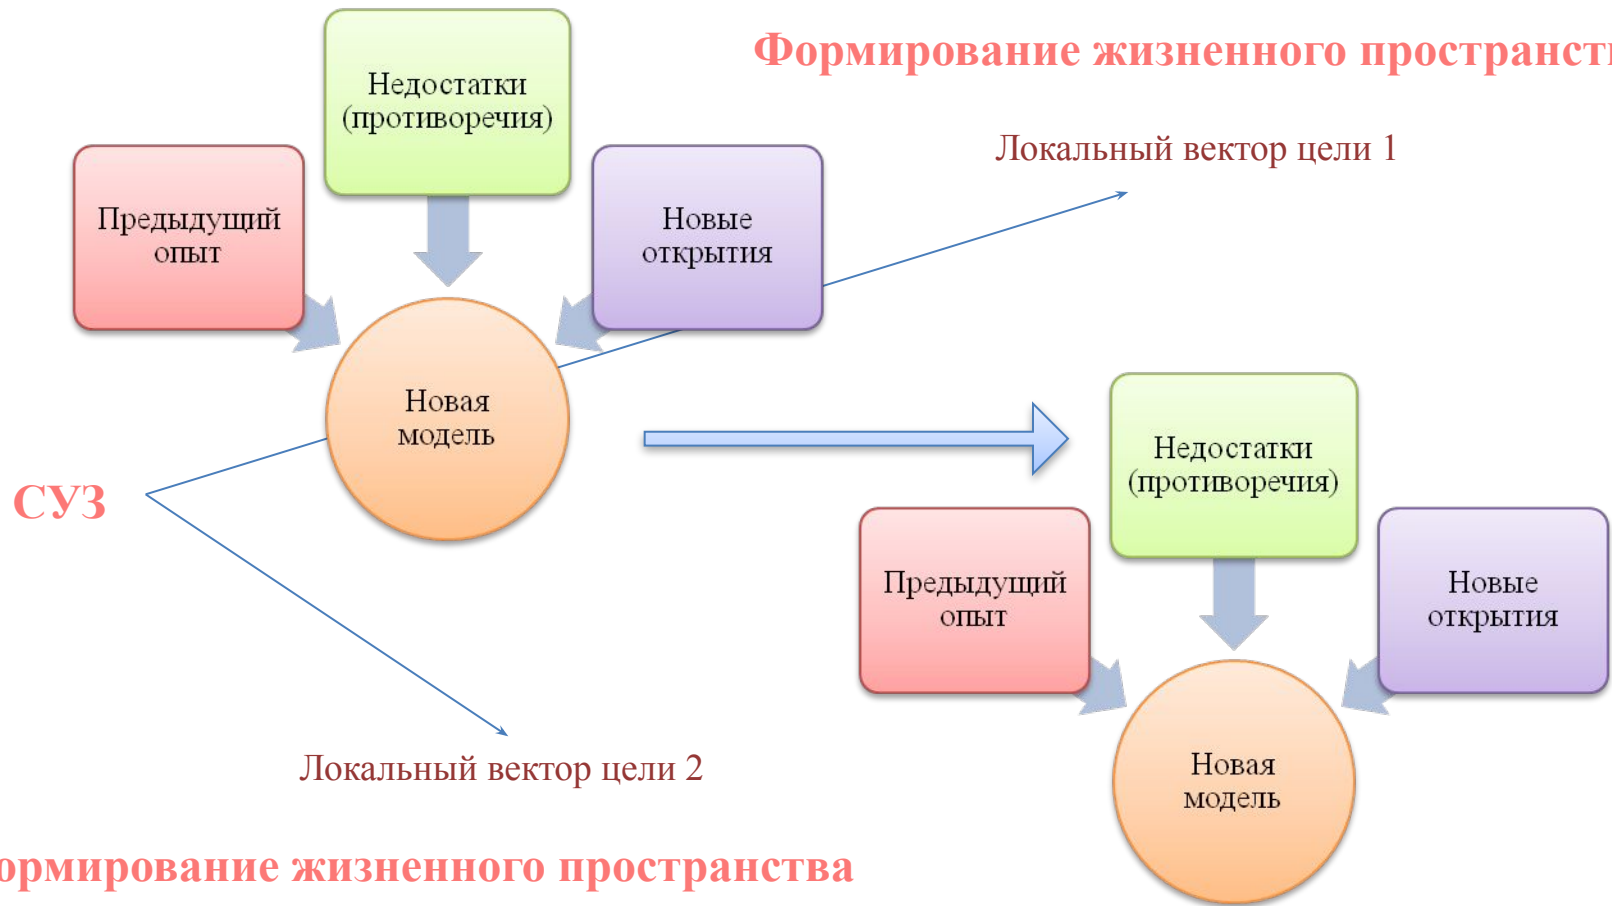 Формирование жизненного пространст
Недостатки
(противоречия)
Локальный вектор цели 1
Предыдущий
опыт
Новые
открытия
Новая
модель
СУЗ
Недостатки
(противоречия)
Предыдущий
опыт
Новые
открытия
Локальный вектор цели 2
Новая
модель
ормирование жизненного пространства